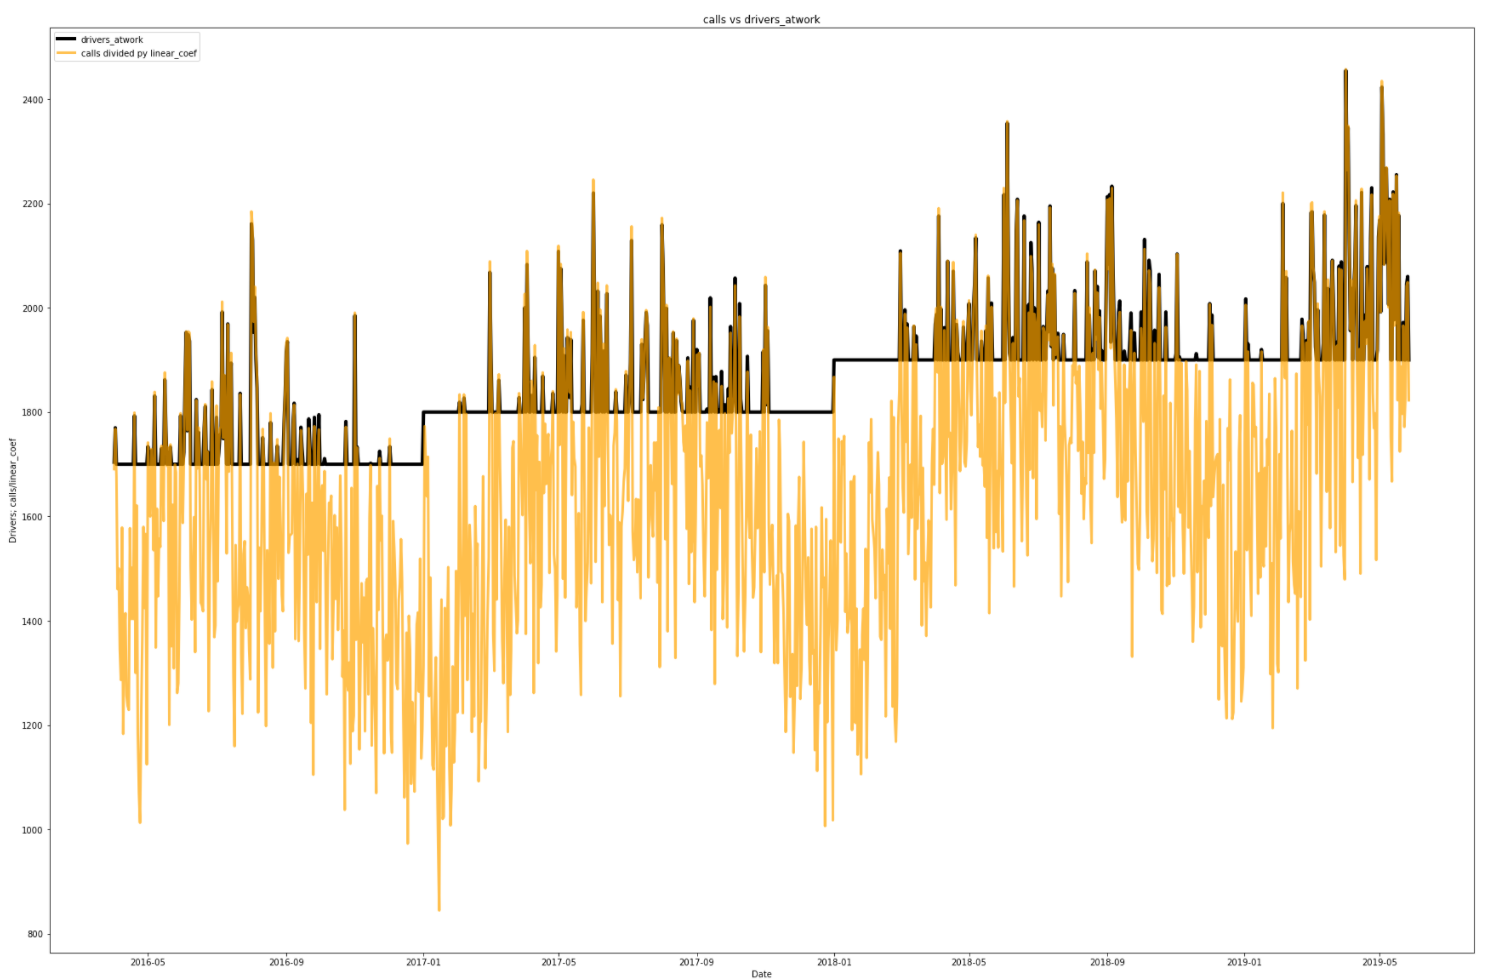 calls vs drivers_atwork
drivers_atwork
calls divided py linear_coef
2400
2200
2000
1800
1600
1400
1200
1000
800
Drivers; calls/linear_coef
2016-05 2016-09 2017-01 2017-05 2017-09 2018-01 2018-05 2018-09 2019-01 2019-05
Date